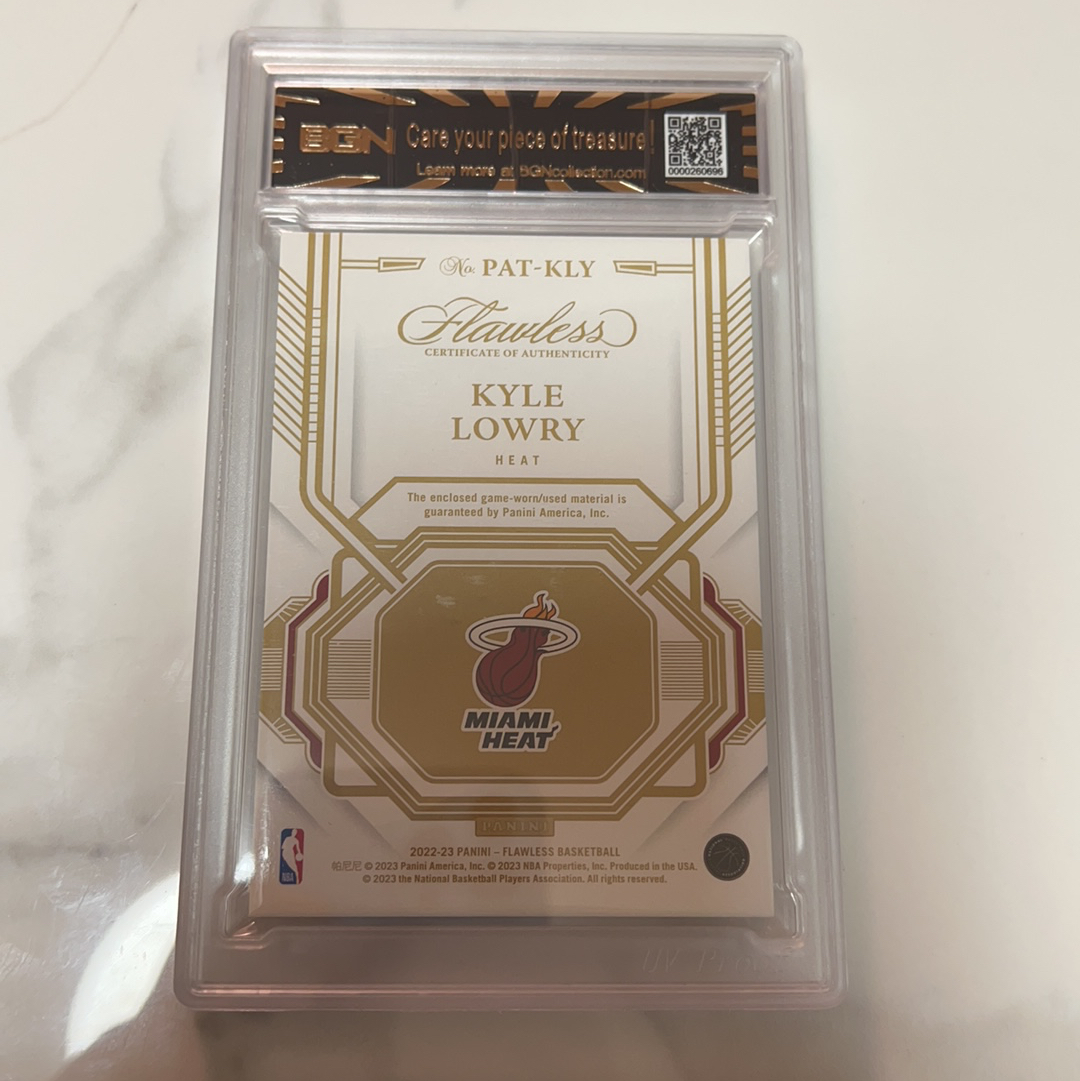 BGN Care your piece of treasure!
Learn more at BGNcollection.com
0000260696
No. PAT-KLY
Flawless
CERTIFICATE OF AUTHENTICITY
KYLE
LOWRY
HEAT
The enclosed game-worn/used material is
guaranteed by Panini America, Inc.
MIAMI
HEAT
PANINI
2022-23 PANINI – FLAWLESS BASKETBALL
帕尼尼 © 2023 Panini America, Inc. © 2023 NBA Properties, Inc. Produced in the USA.
© 2023 the National Basketball Players Association. All rights reserved.
NBA